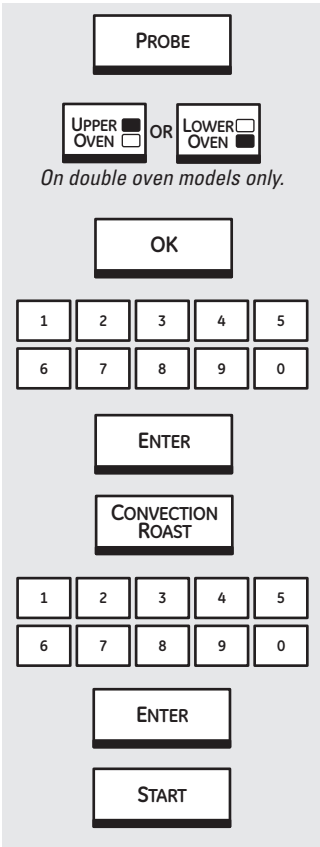 PROBE
UPPER OVEN OR LOWER OVEN
On double oven models only.
OK
1 2 3 4 5
6 7 8 9 0
ENTER
CONVECTION
ROAST
1 2 3 4 5
6 7 8 9 0
ENTER
START